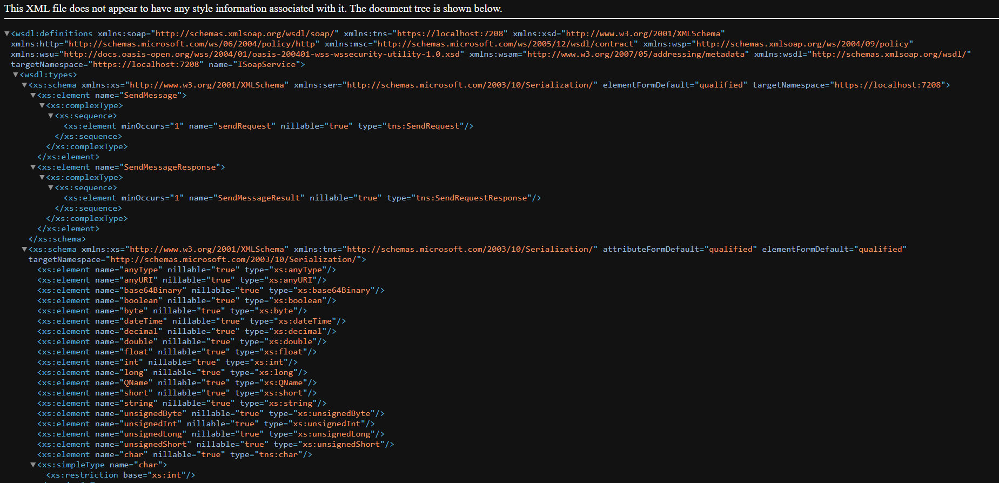 This XML file does not appear to have any style information associated with it. The document tree is shown below.
▼<wsdl:definitions xmlns:soap="http://schemas.xmlsoap.org/wsdl/soap/" xmlns:tns="https://localhost:7208" xmlns:xsd="http://www.w3.org/2001/XMLSchema"
xmlns:http="http://schemas.microsoft.com/ws/06/2004/policy/http" xmlns:msc="http://schemas.microsoft.com/ws/2005/12/wsdl/contract" xmlns:wsp="http://schemas.xmlsoap.org/ws/2004/09/policy"
xmlns:wsu="http://docs.oasis-open.org/wss/2004/01/oasis-200401-wss-wssecurity-utility-1.0.xsd" xmlns:wsam="http://www.w3.org/2007/05/addressing/metadata" xmlns:wsdl="http://schemas.xmlsoap.org/wsdl/"
targetNamespace="https://localhost:7208" name="ISoapService">
▼<wsdl:types>
▼<xs:schema xmlns:xs="http://www.w3.org/2001/XMLSchema" xmlns:ser="http://schemas.microsoft.com/2003/10/Serialization/" elementFormDefault="qualified" targetNamespace="https://localhost:7208">
▼<xs:element name="SendMessage">
▼<xs:complexType>
▼<xs:sequence>
<xs:element minOccurs="1" name="sendRequest" nillable="true" type="tns:SendRequest"/>
</xs:sequence>
</xs:complexType>
</xs:element>
▼<xs:element name="SendMessageResponse">
▼<xs:complexType>
▼<xs:sequence>
<xs:element minOccurs="1" name="SendMessageResult" nillable="true" type="tns:SendRequestResponse"/>
</xs:sequence>
</xs:complexType>
</xs:element>
</xs:schema>
▼<xs:schema xmlns:xs="http://www.w3.org/2001/XMLSchema" xmlns:tns="http://schemas.microsoft.com/2003/10/Serialization/" attributeFormDefault="qualified" elementFormDefault="qualified"
targetNamespace="http://schemas.microsoft.com/2003/10/Serialization/">
<xs:element name="anyType" nillable="true" type="xs:anyType"/>
<xs:element name="anyURI" nillable="true" type="xs:anyURI"/>
<xs:element name="base64Binary" nillable="true" type="xs:base64Binary"/>
<xs:element name="boolean" nillable="true" type="xs:boolean"/>
<xs:element name="byte" nillable="true" type="xs:byte"/>
<xs:element name="dateTime" nillable="true" type="xs:dateTime"/>
<xs:element name="decimal" nillable="true" type="xs:decimal"/>
<xs:element name="double" nillable="true" type="xs:double"/>
<xs:element name="float" nillable="true" type="xs:float"/>
<xs:element name="int" nillable="true" type="xs:int"/>
<xs:element name="long" nillable="true" type="xs:long"/>
<xs:element name="QName" nillable="true" type="xs:QName"/>
<xs:element name="short" nillable="true" type="xs:short"/>
<xs:element name="string" nillable="true" type="xs:string"/>
<xs:element name="unsignedByte" nillable="true" type="xs:unsignedByte"/>
<xs:element name="unsignedInt" nillable="true" type="xs:unsignedInt"/>
<xs:element name="unsignedLong" nillable="true" type="xs:unsignedLong"/>
<xs:element name="unsignedShort" nillable="true" type="xs:unsignedShort"/>
<xs:element name="char" nillable="true" type="tns:char"/>
▼<xs:simpleType name="char">
<xs:restriction base="xs:int"/>